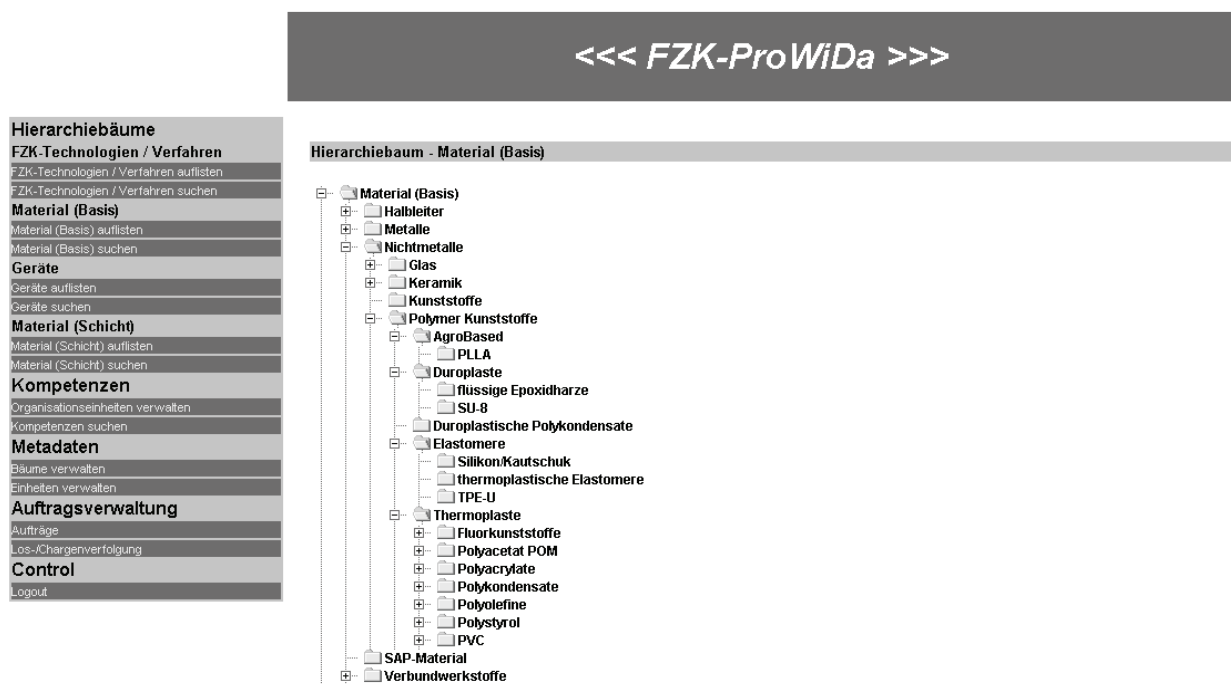 <<< FZK-ProWiDa >>>
Hierarchiebäume
FZK-Technologien / Verfahren
FZK-Technologien / Verfahren auflisten
FZK-Technologien / Verfahren suchen
Material (Basis)
Material (Basis) auflisten
Material (Basis) suchen
Geräte
Geräte auflisten
Geräte suchen
Material (Schicht)
Material (Schicht) auflisten
Material (Schicht) suchen
Kompetenzen
Organisationseinheiten verwalten
Kompetenzen suchen
Metadaten
Bäume verwalten
Einheiten verwalten
Auftragsverwaltung
Aufträge
Los-/Chargenverfolgung
Control
Logout
Hierarchiebaum - Material (Basis)
Material (Basis)
Halbleiter
Metalle
Nichtmetalle
Glas
Keramik
Kunststoffe
Polymer Kunststoffe
AgroBased
PLLA
Duroplaste
flüssige Epoxidharze
SU-8
Duroplastische Polykondensate
Elastomere
Silikon/Kautschuk
thermoplastische Elastomere
TPE-U
Thermoplaste
Fluorkunststoffe
Polyacetat POM
Polyacrylate
Polykondensate
Polyolefine
Polystyrol
PVC
SAP-Material
Verbundwerkstoffe